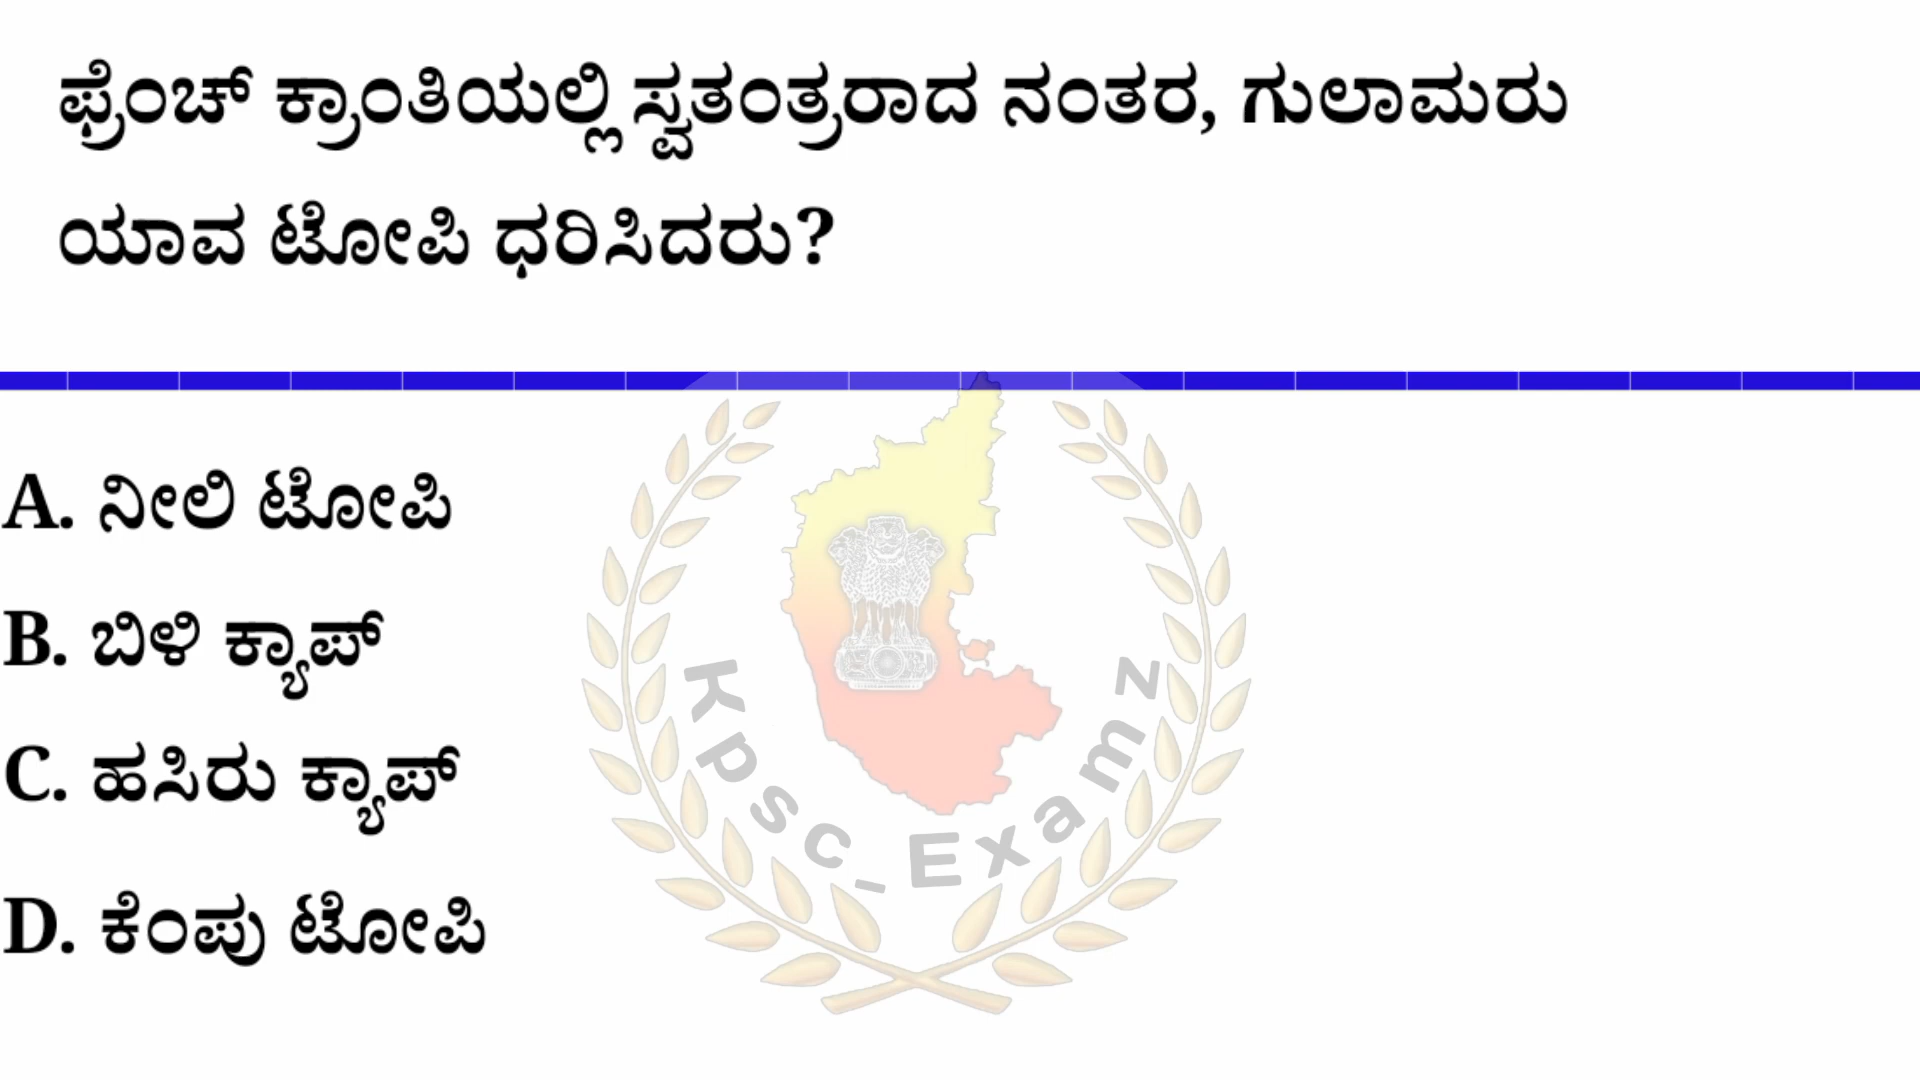 ಫ್ರೆಂಚ್ ಕ್ರಾಂತಿಯಲ್ಲಿ ಸ್ವತಂತ್ರರಾದ ನಂತರ, ಗುಲಾಮರು
ಯಾವ ಟೋಪಿ ಧರಿಸಿದರು?
A. ನೀಲಿ ಟೋಪಿ
B. ಬಿಳಿ ಕ್ಯಾಪ್
C. ಹಸಿರು ಕ್ಯಾಪ್
D. ಕೆಂಪು ಟೋಪಿ
Kpsc_Examz